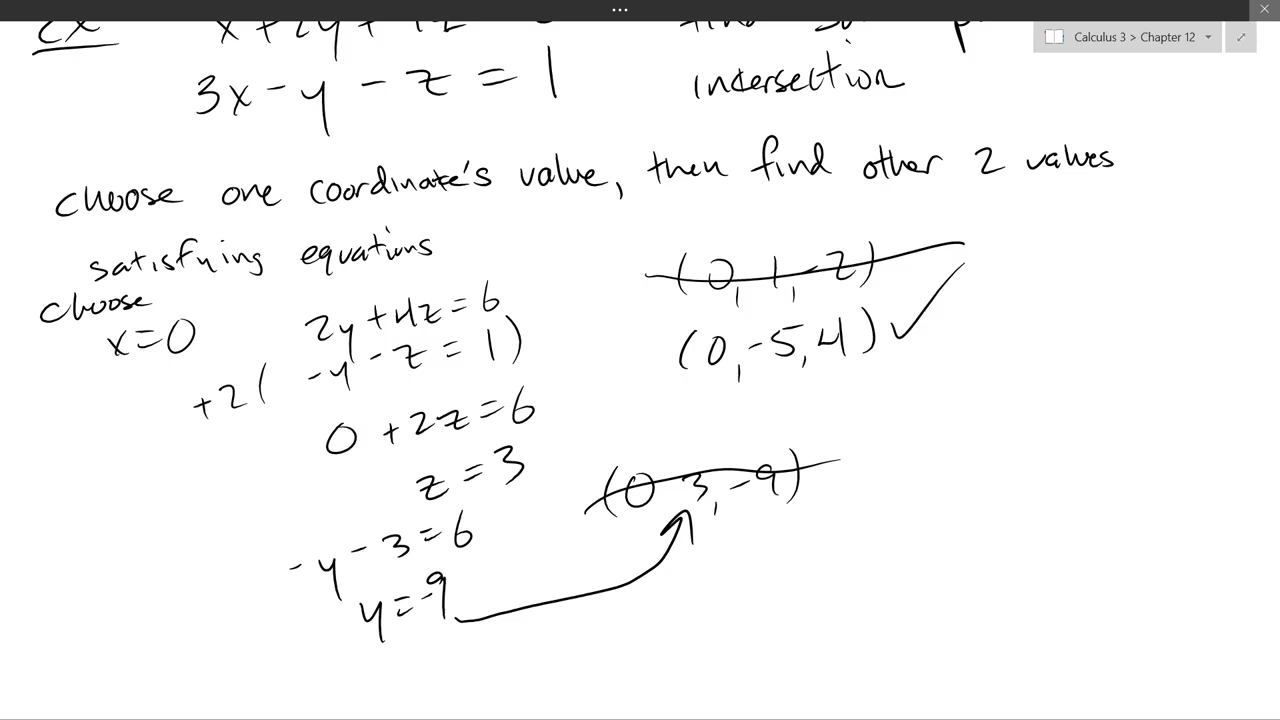 Calculus 3 > Chapter 12
3x - y - z = 1
intersection
choose one coordinate's value, then find other 2 values
satisfying equations
choose
x=0
2y + 4z = 6
+2( -y - z = 1)
0 + 2z = 6
z = 3
-y - 3 = 6
y = -9
(0, 1, -2)
(0, -5, 4) ✓
(0 3, -9)